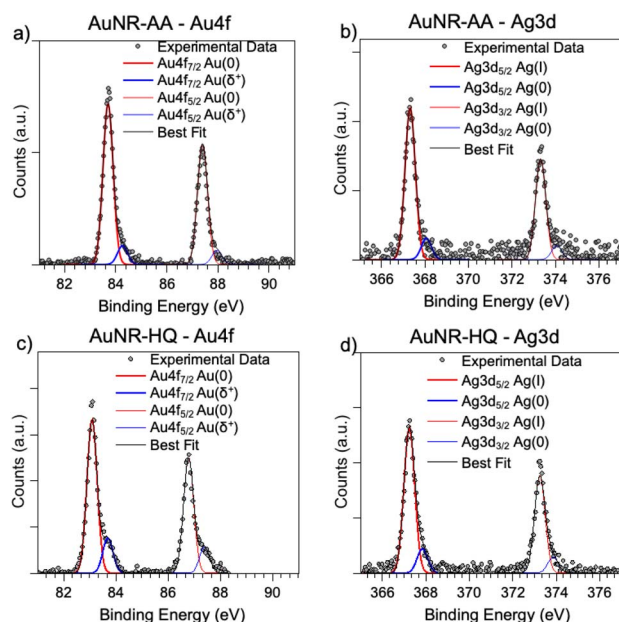 AuNR-AA - Au4f
a)
Experimental Data
Au4f7/2 Au(0)
Au4f7/2 Au(δ+)
Au4f5/2 Au(0)
Au4f5/2 Au(δ+)
Best Fit
Counts (a.u.)
82 84 86 88 90
Binding Energy (eV)
AuNR-AA - Ag3d
b)
Experimental Data
Ag3d5/2 Ag(I)
Ag3d5/2 Ag(0)
Ag3d3/2 Ag(I)
Ag3d3/2 Ag(0)
Best Fit
Counts (a.u.)
366 368 370 372 374 376
Binding Energy (eV)
AuNR-HQ - Au4f
c)
Experimental Data
Au4f7/2 Au(0)
Au4f7/2 Au(δ+)
Au4f5/2 Au(0)
Au4f5/2 Au(δ+)
Best Fit
Counts (a.u.)
82 84 86 88 90
Binding Energy (eV)
AuNR-HQ - Ag3d
d)
Experimental Data
Ag3d5/2 Ag(I)
Ag3d5/2 Ag(0)
Ag3d3/2 Ag(I)
Ag3d3/2 Ag(0)
Best Fit
Counts (a.u.)
366 368 370 372 374 376
Binding Energy (eV)